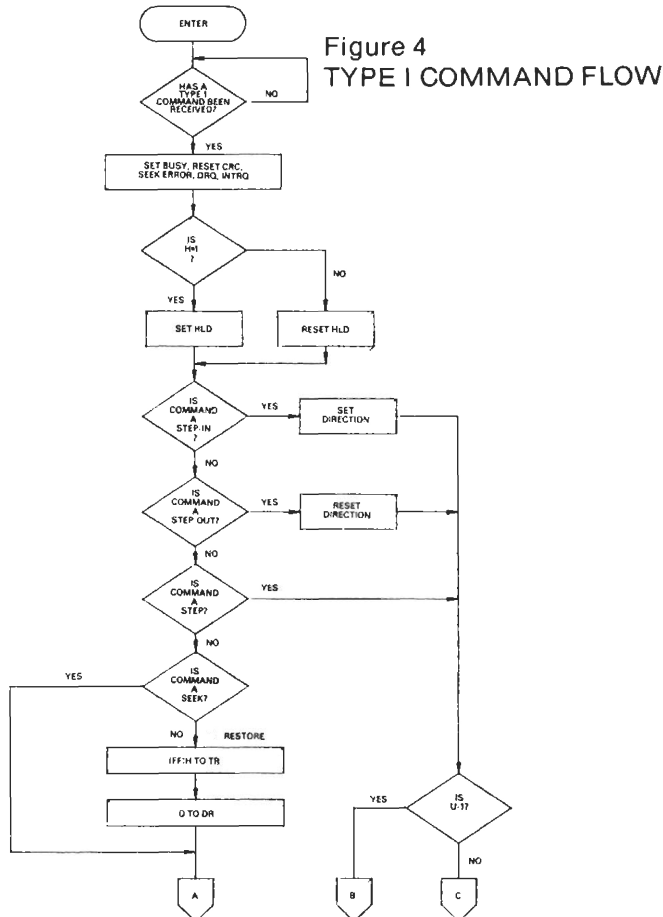 ENTER
Figure 4
TYPE I COMMAND FLOW
HAS A
TYPE I
COMMAND BEEN
RECEIVED?
NO
YES
SET BUSY, RESET CRC,
SEEK ERROR, DRQ, INTRQ
IS
H=1
?
NO
YES
SET HLD
RESET HLD
IS
COMMAND
A
STEP-IN
?
YES
SET
DIRECTION
NO
IS
COMMAND
A
STEP OUT?
YES
RESET
DIRECTION
NO
IS
COMMAND
A
STEP?
YES
NO
IS
COMMAND
A
SEEK?
YES
NO
RESTORE
(FF)H TO TR
0 TO DR
IS
U-1?
YES
NO
A
B
C